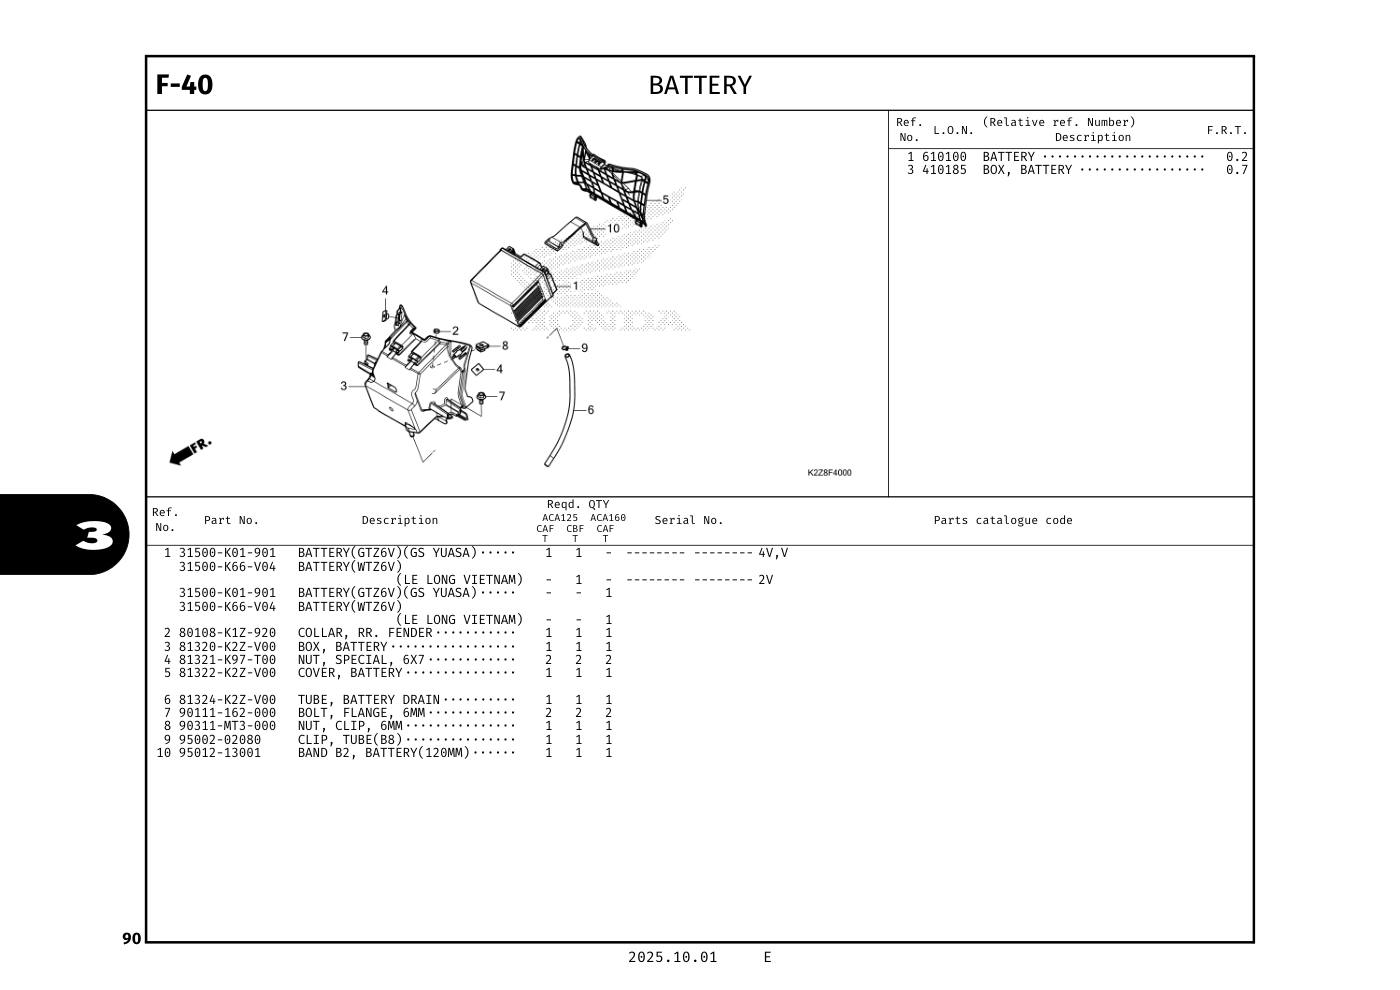 F-40
BATTERY
Ref. No. L.O.N. (Relative ref. Number) Description F.R.T.
1 610100 BATTERY ······················ 0.2
3 410185 BOX, BATTERY ················· 0.7
5
10
1
4
2
7
8
9
4
3
7
6
HONDA
FR.
K2Z8F4000
3
Reqd. QTY
Ref. No. Part No. Description ACA125 ACA160 Serial No. Parts catalogue code
CAF CBF CAF
T T T
1 31500-K01-901 BATTERY(GTZ6V)(GS YUASA)····· 1 1 - -------- -------- 4V,V
31500-K66-V04 BATTERY(WTZ6V)
(LE LONG VIETNAM) - 1 - -------- -------- 2V
31500-K01-901 BATTERY(GTZ6V)(GS YUASA)····· - - 1
31500-K66-V04 BATTERY(WTZ6V)
(LE LONG VIETNAM) - - 1
2 80108-K1Z-920 COLLAR, RR. FENDER··········· 1 1 1
3 81320-K2Z-V00 BOX, BATTERY················· 1 1 1
4 81321-K97-T00 NUT, SPECIAL, 6X7············ 2 2 2
5 81322-K2Z-V00 COVER, BATTERY··············· 1 1 1
6 81324-K2Z-V00 TUBE, BATTERY DRAIN·········· 1 1 1
7 90111-162-000 BOLT, FLANGE, 6MM············ 2 2 2
8 90311-MT3-000 NUT, CLIP, 6MM··············· 1 1 1
9 95002-02080 CLIP, TUBE(B8)··············· 1 1 1
10 95012-13001 BAND B2, BATTERY(120MM)······ 1 1 1
90
2025.10.01 E